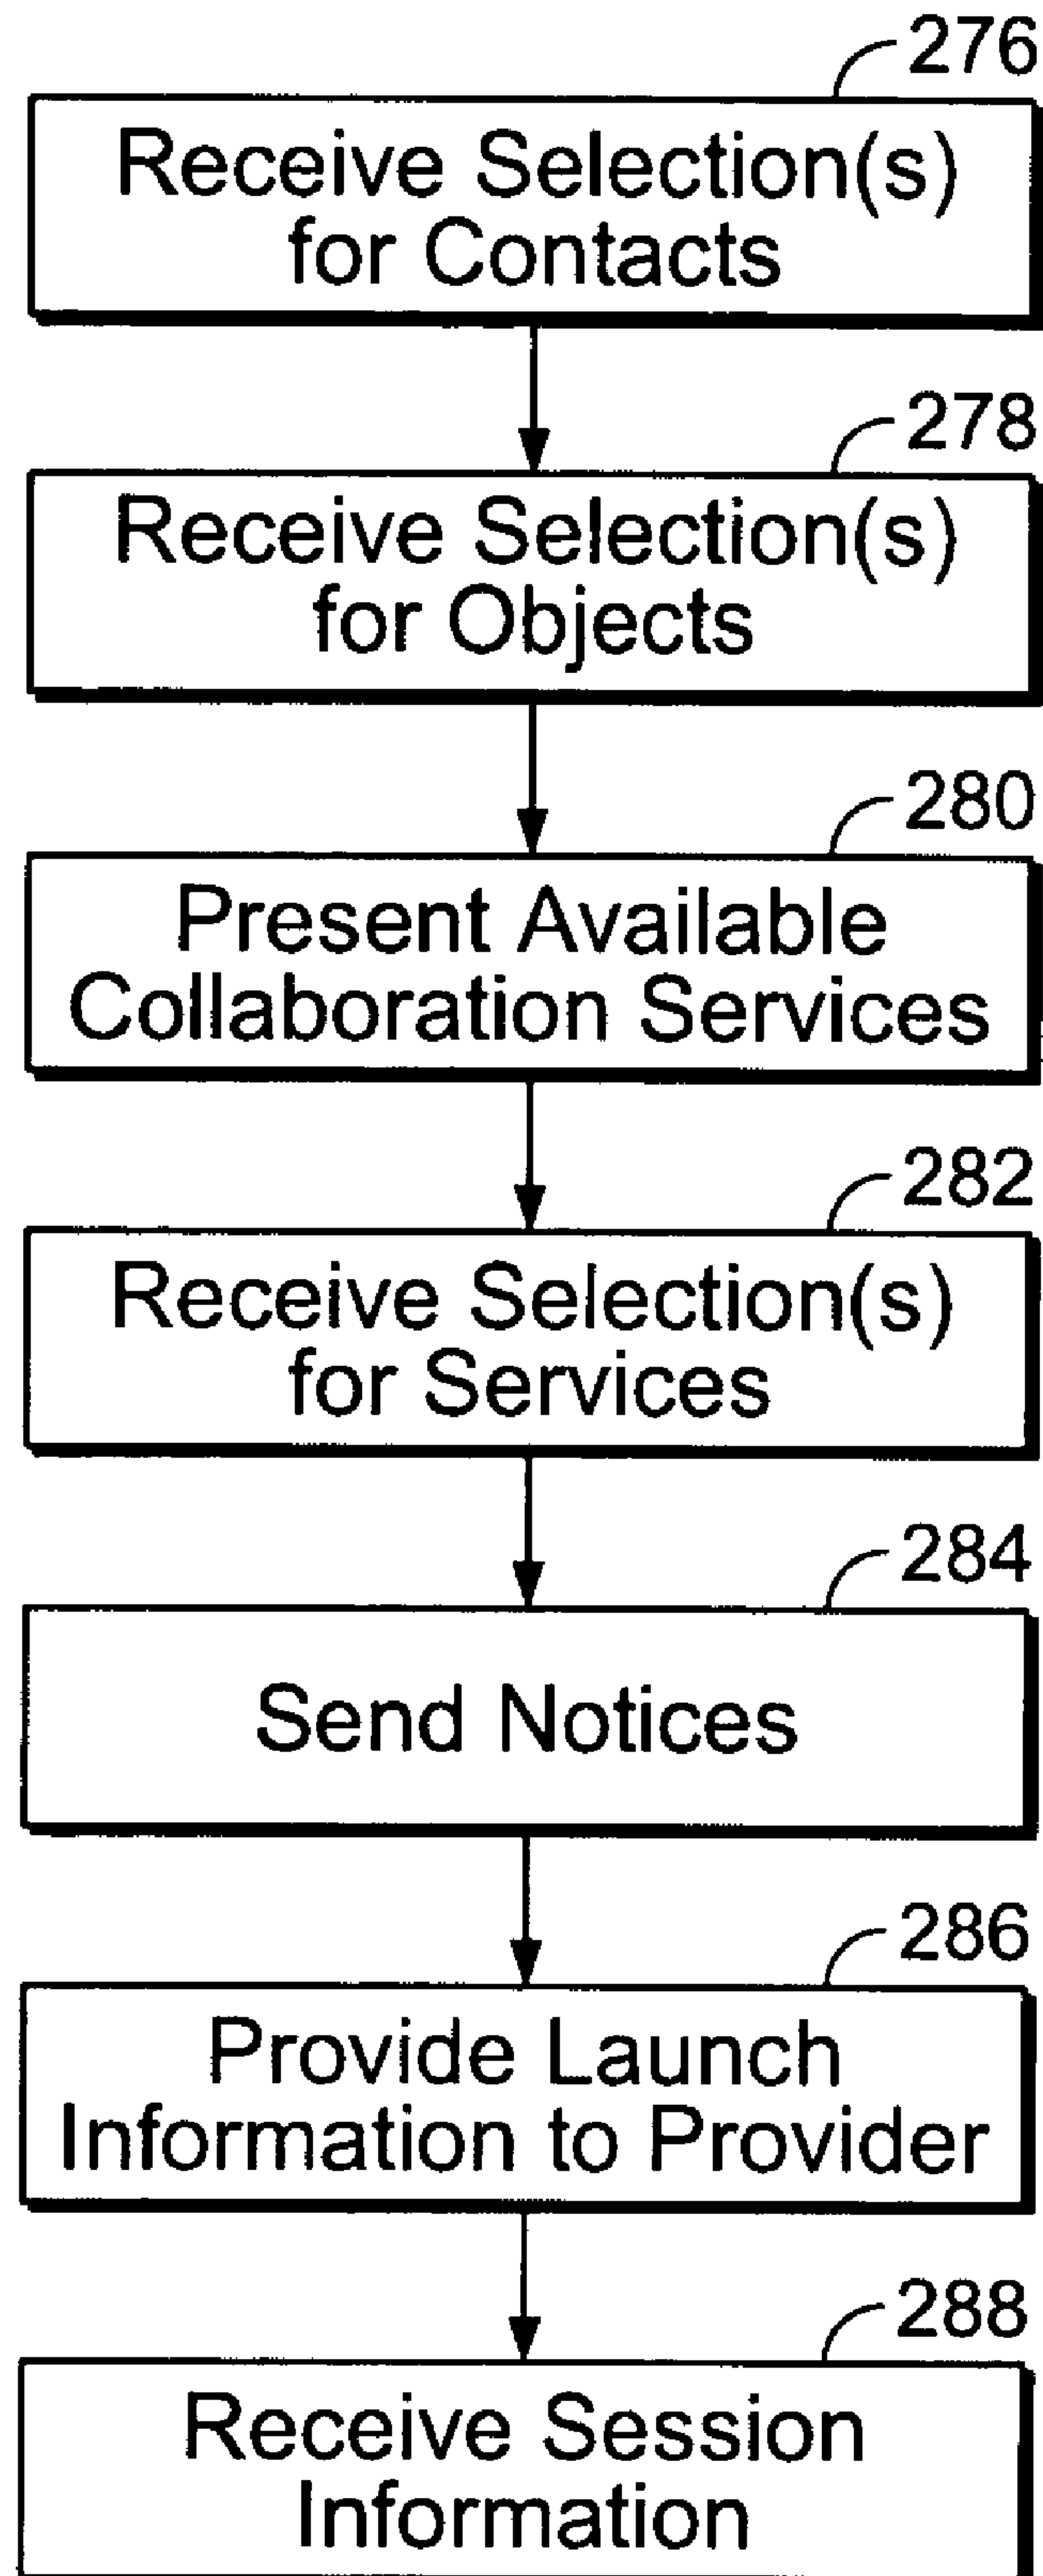 276
Receive Selection(s)
for Contacts
278
Receive Selection(s)
for Objects
280
Present Available
Collaboration Services
282
Receive Selection(s)
for Services
284
Send Notices
286
Provide Launch
Information to Provider
288
Receive Session
Information